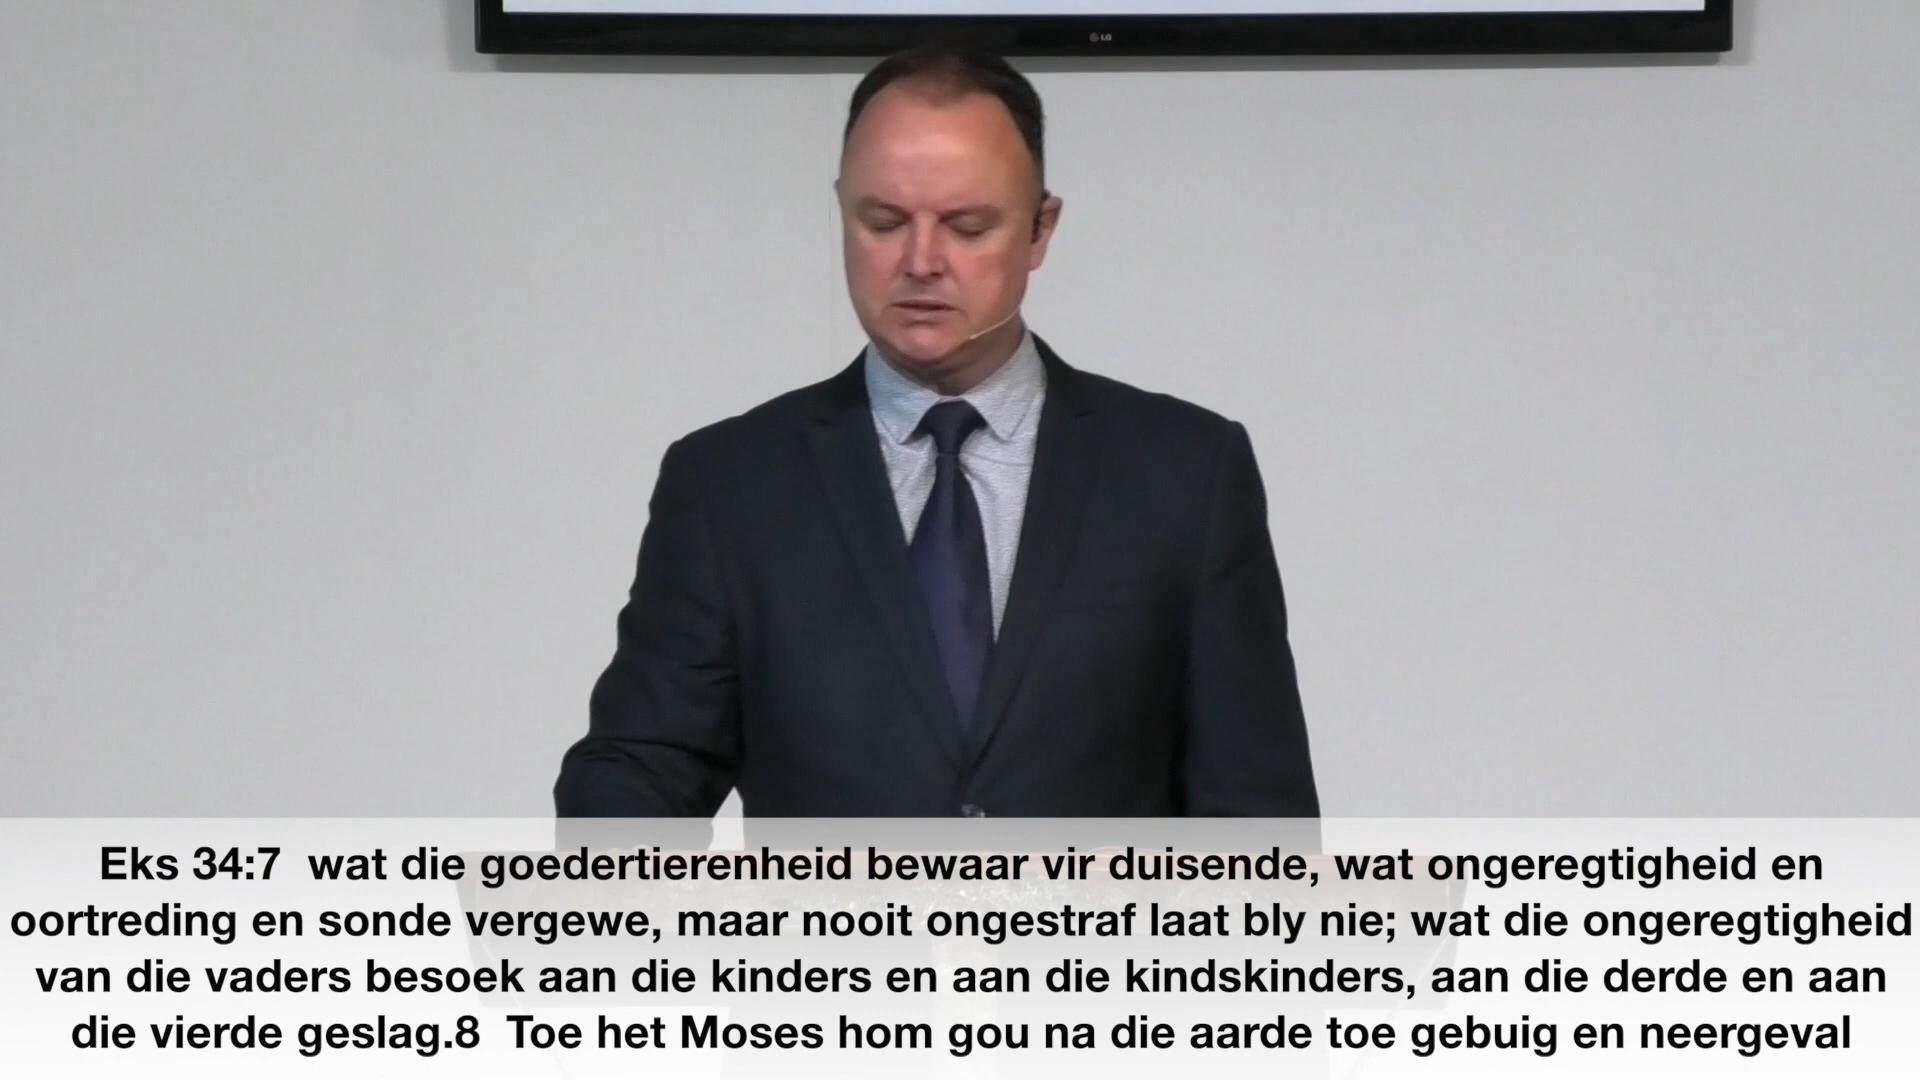 LG
Eks 34:7  wat die goedertierenheid bewaar vir duisende, wat ongeregtigheid en
oortreding en sonde vergewe, maar nooit ongestraf laat bly nie; wat die ongeregtigheid
van die vaders besoek aan die kinders en aan die kindskinders, aan die derde en aan
die vierde geslag.8  Toe het Moses hom gou na die aarde toe gebuig en neergeval